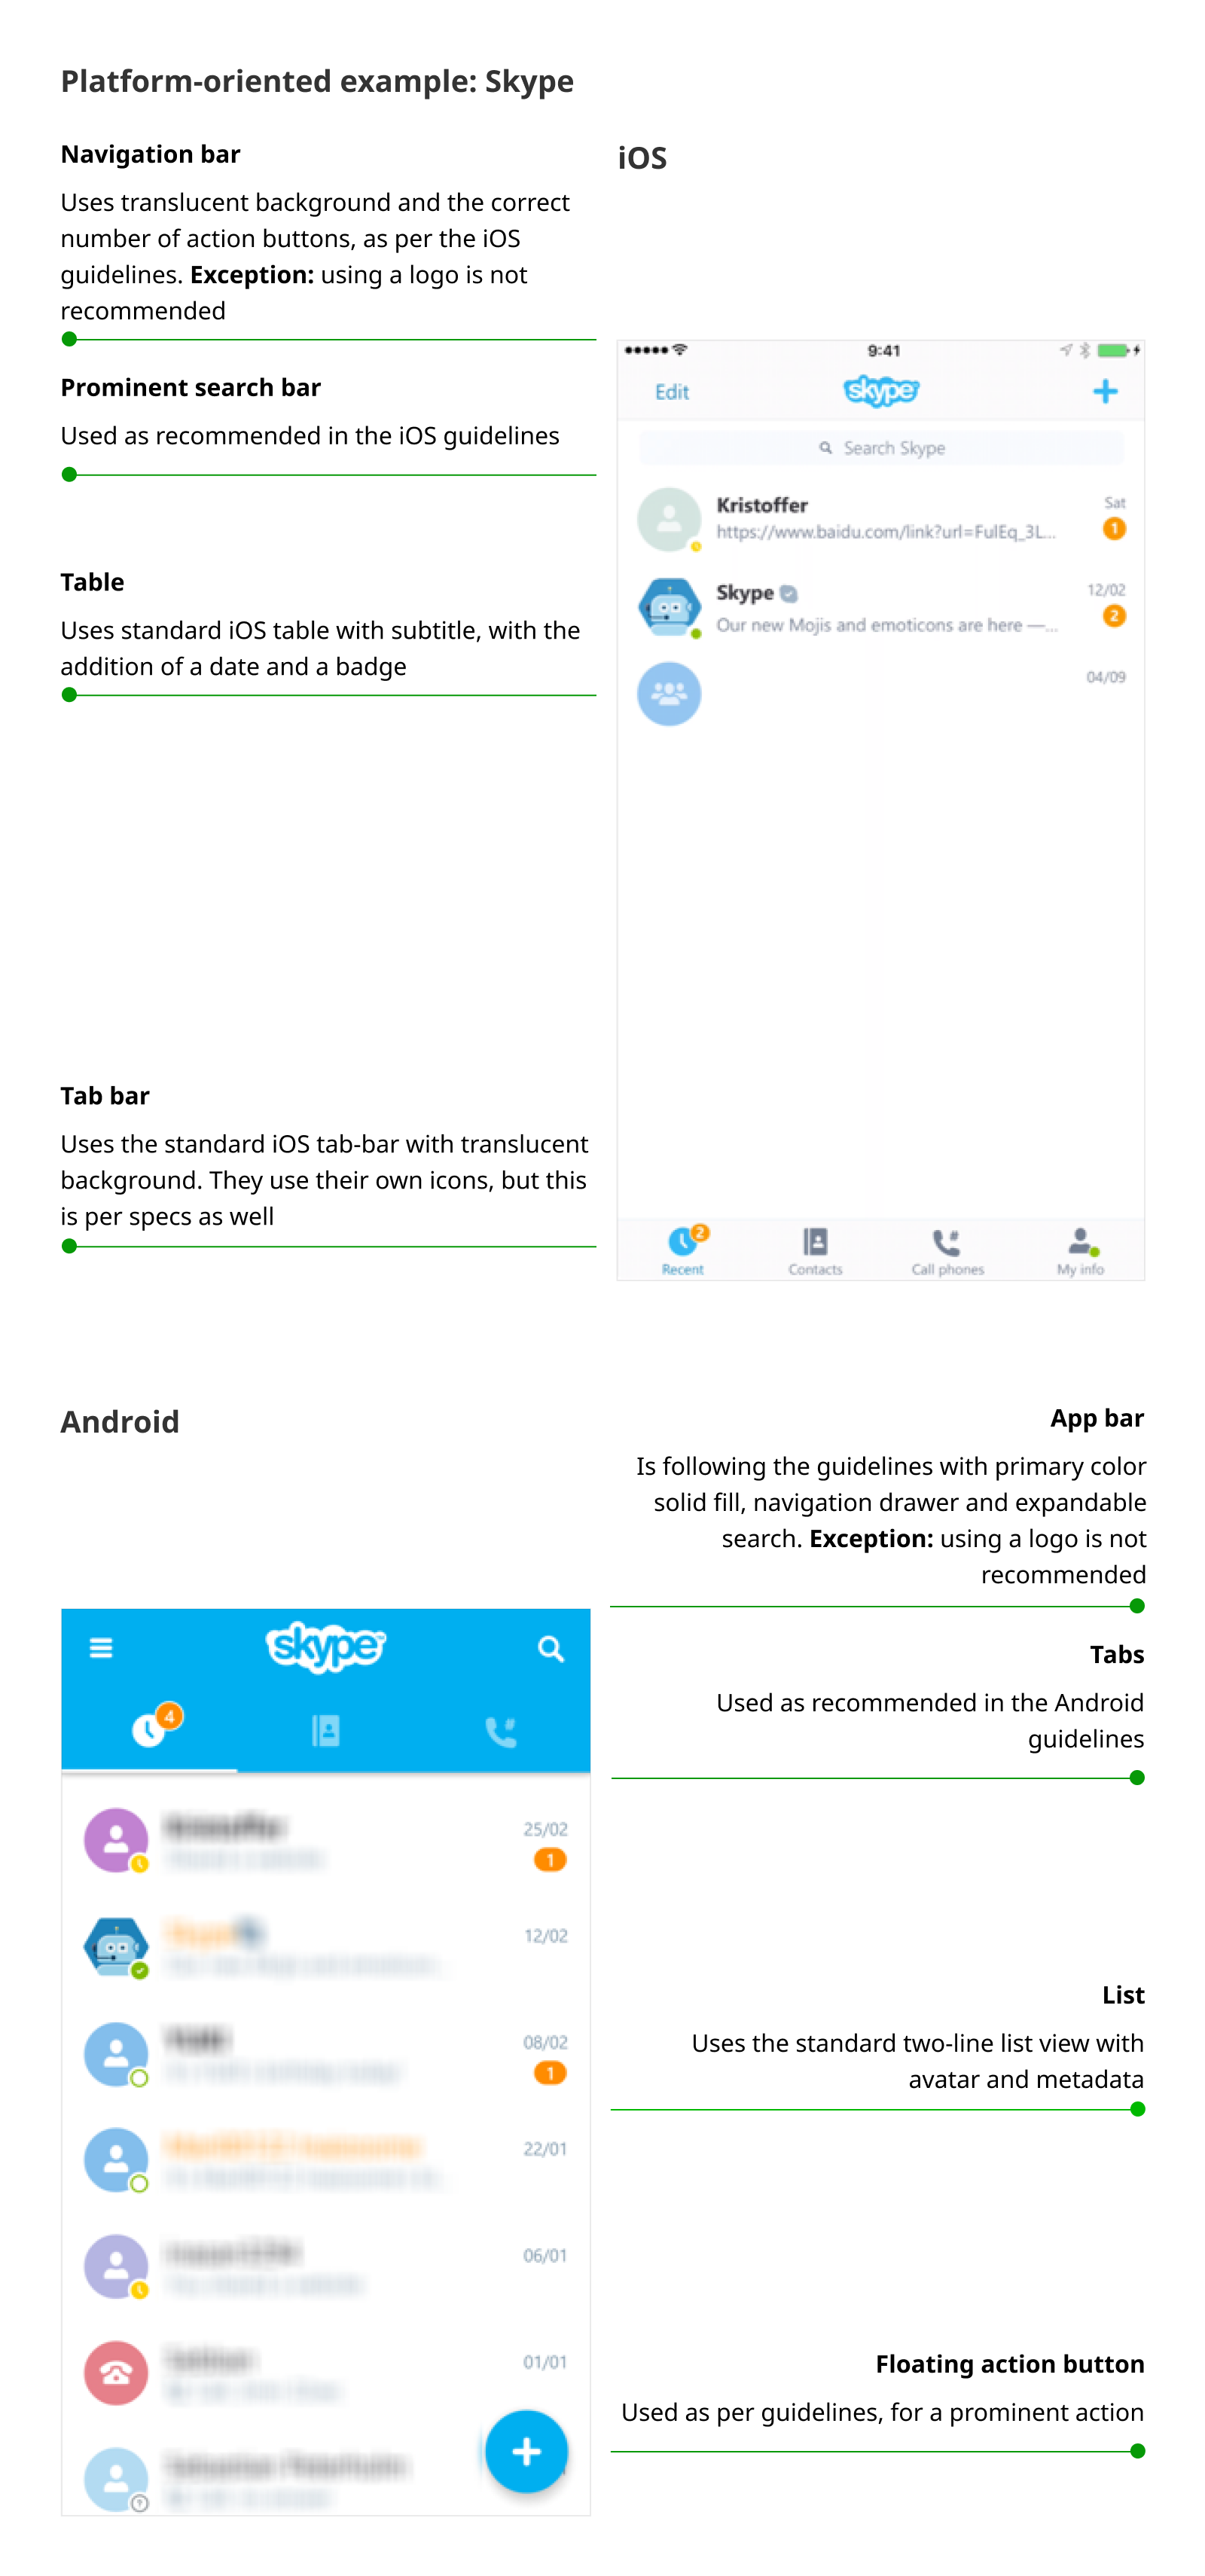 Platform-oriented example: Skype
Navigation bar
Uses translucent background and the correct
number of action buttons, as per the iOS
guidelines. Exception: using a logo is not
recommended
Prominent search bar
Used as recommended in the iOS guidelines
Table
Uses standard iOS table with subtitle, with the
addition of a date and a badge
Tab bar
Uses the standard iOS tab-bar with translucent
background. They use their own icons, but this
is per specs as well
iOS
9:41
Edit
skype
Search Skype
Kristoffer
Sat
https://www.baidu.com/link?url=FulEq_3L...
1
Skype
12/02
Our new Mojis and emoticons are here —...
2
04/09
2
Recent
Contacts
Call phones
My info
Android
skype
4
25/02
1
12/02
08/02
1
22/01
06/01
01/01
App bar
Is following the guidelines with primary color
solid fill, navigation drawer and expandable
search. Exception: using a logo is not
recommended
Tabs
Used as recommended in the Android
guidelines
List
Uses the standard two-line list view with
avatar and metadata
Floating action button
Used as per guidelines, for a prominent action